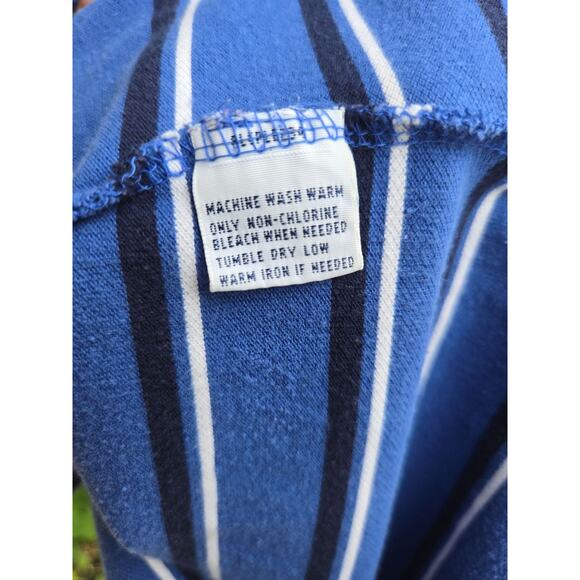 MACHINE WASH WARM
ONLY NON-CHLORINE
BLEACH WHEN NEEDED
TUMBLE DRY LOW
WARM IRON IF NEEDED